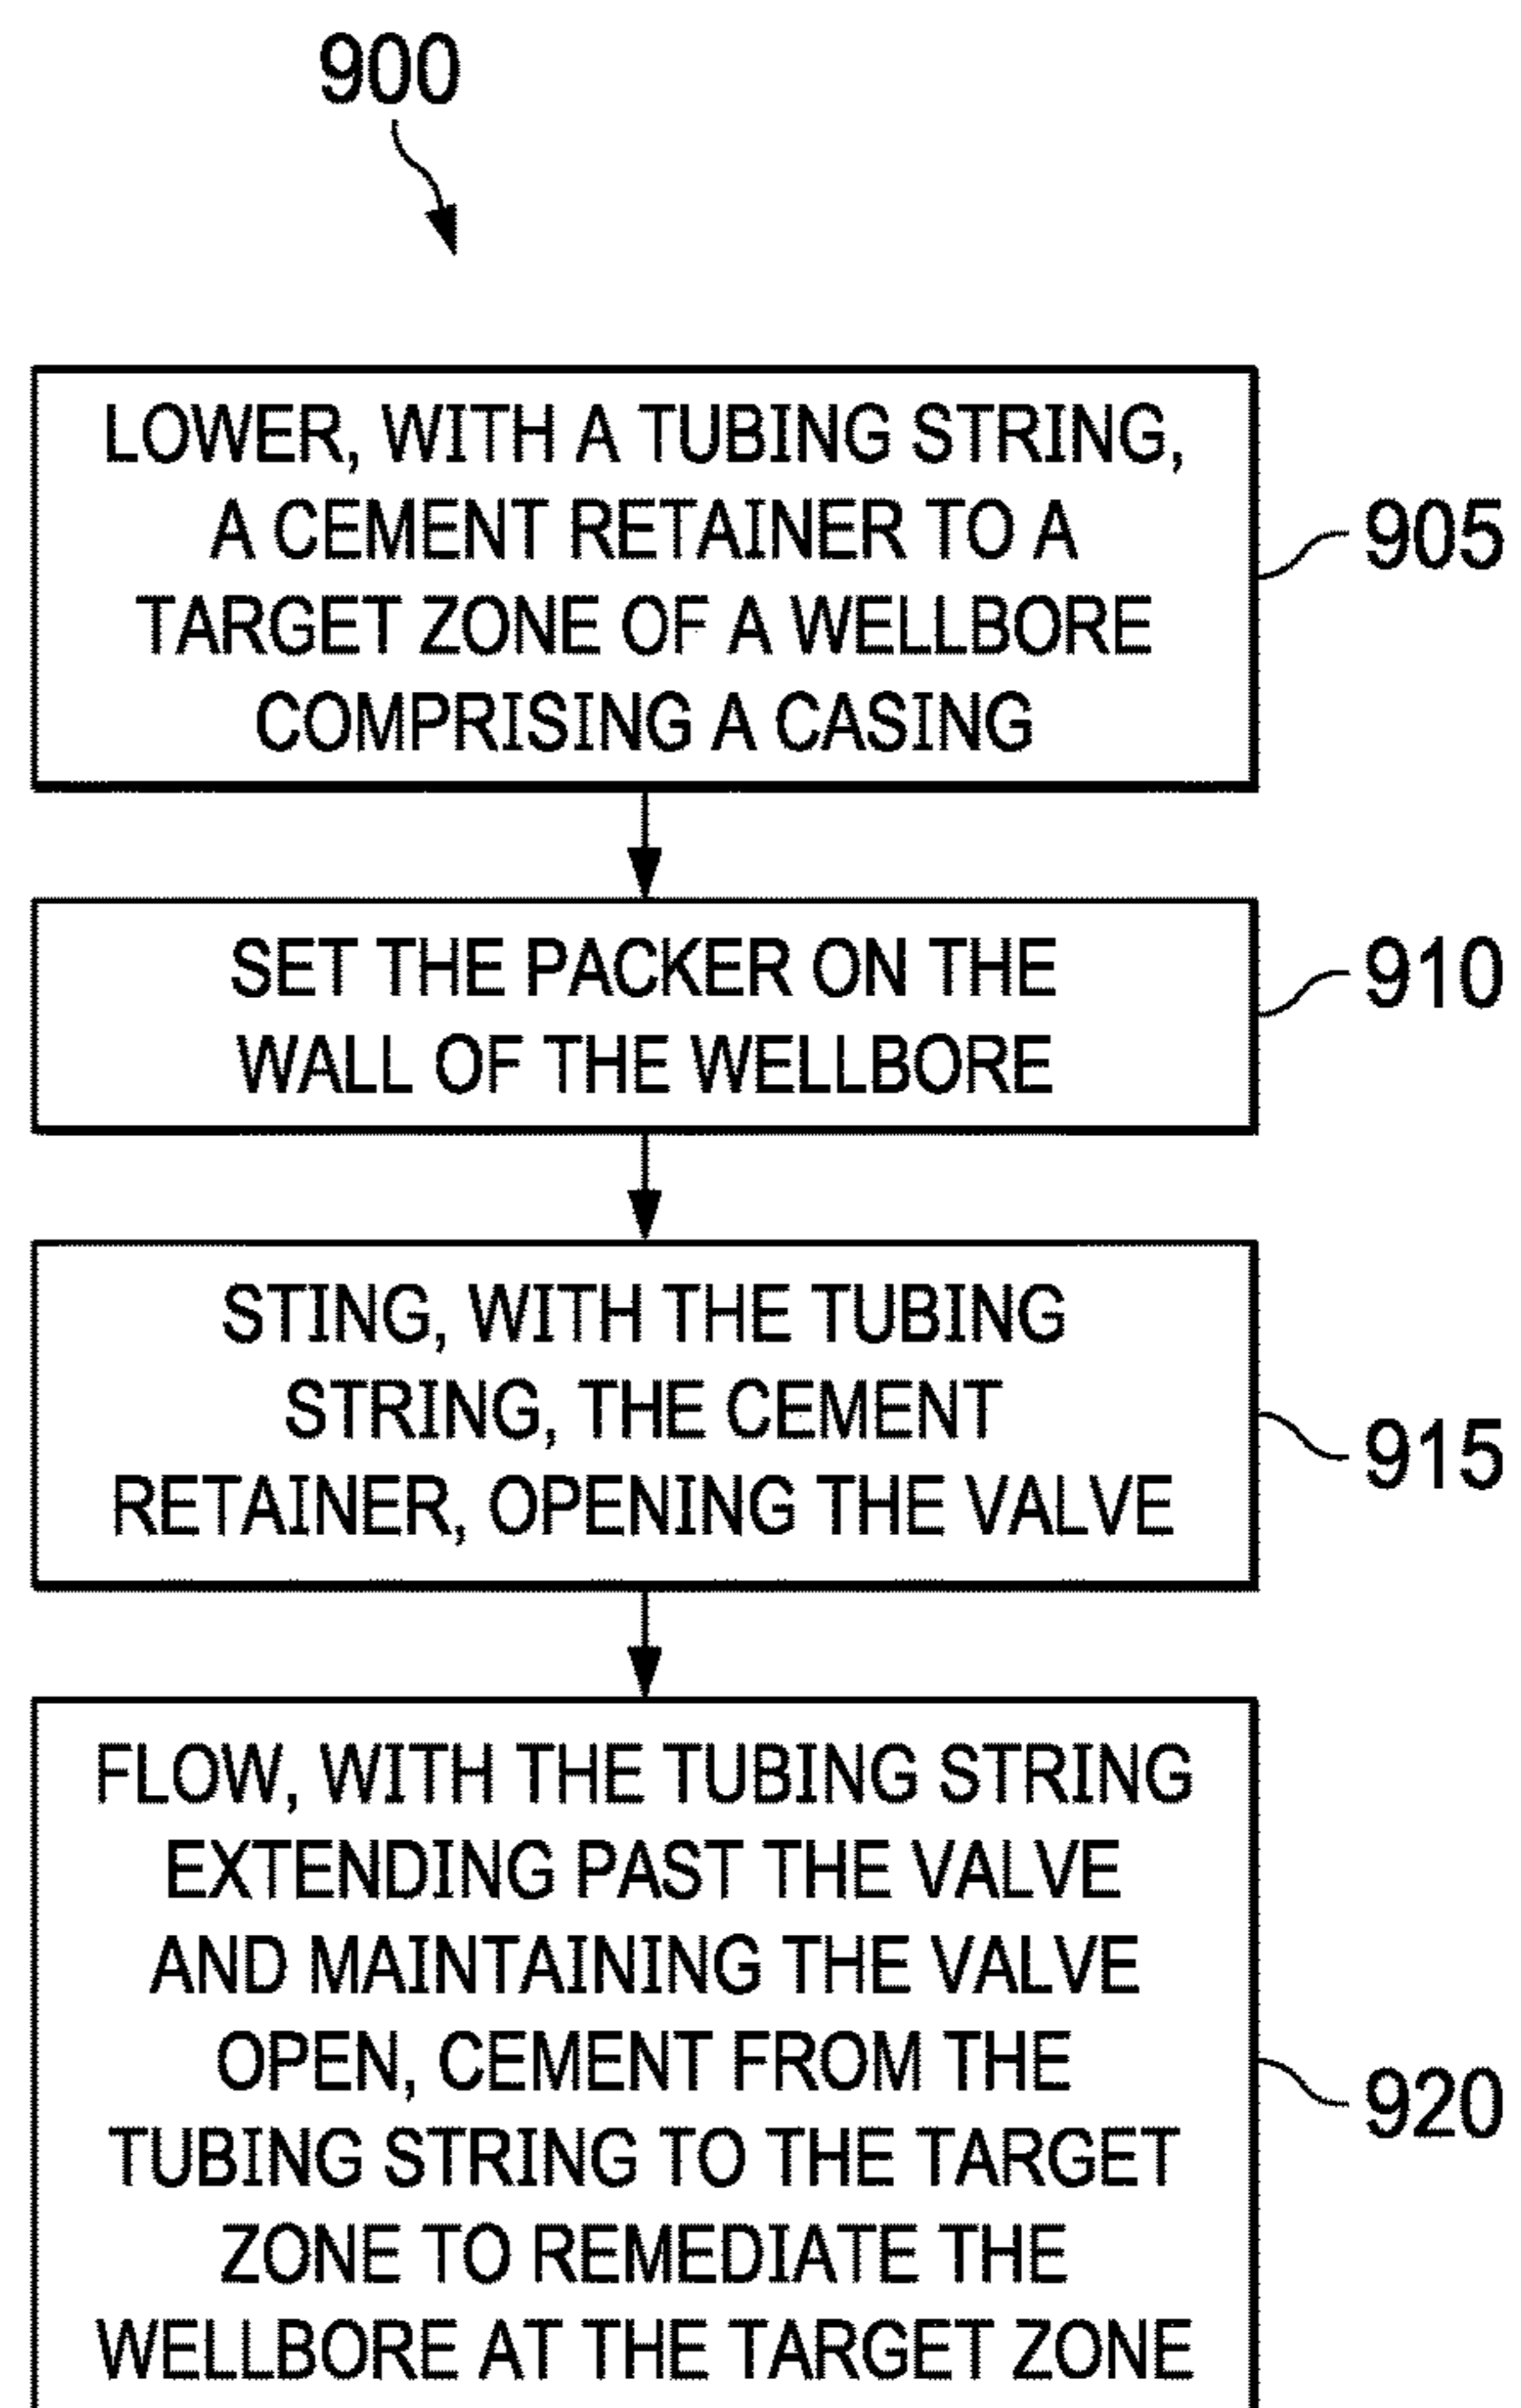 900
LOWER, WITH A TUBING STRING,
A CEMENT RETAINER TO A
TARGET ZONE OF A WELLBORE
COMPRISING A CASING
905
SET THE PACKER ON THE
WALL OF THE WELLBORE
910
STING, WITH THE TUBING
STRING, THE CEMENT
RETAINER, OPENING THE VALVE
915
FLOW, WITH THE TUBING STRING
EXTENDING PAST THE VALVE
AND MAINTAINING THE VALVE
OPEN, CEMENT FROM THE
TUBING STRING TO THE TARGET
ZONE TO REMEDIATE THE
WELLBORE AT THE TARGET ZONE
920